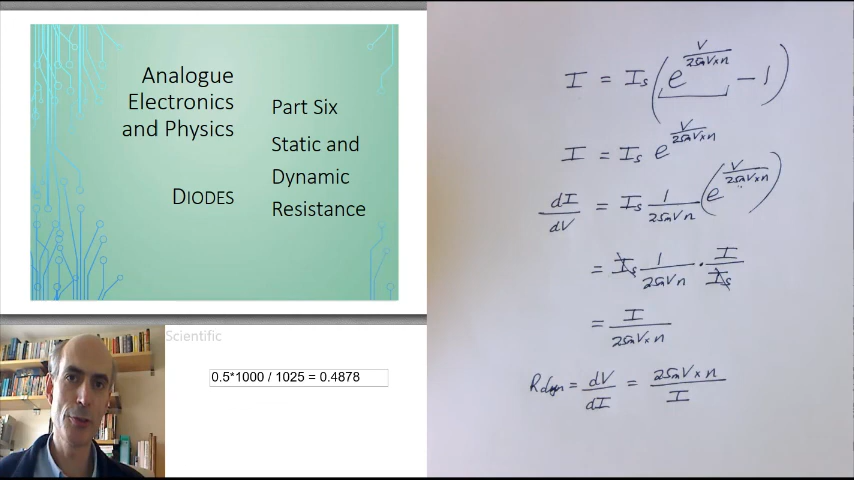 Analogue
Electronics
and Physics
DIODES
Part Six
Static and
Dynamic
Resistance
Scientific
0.5*1000 / 1025 = 0.4878
I = Is (e^(V/25mV×n) − 1)
I = Is e^(V/25mV×n)
dI/dV = Is 1/25mVn (e^(V/25mV×n))
= Is 1/25mVn · I/Is
= I/25mV×n
Rdyn = dV/dI = 25mV×n/I